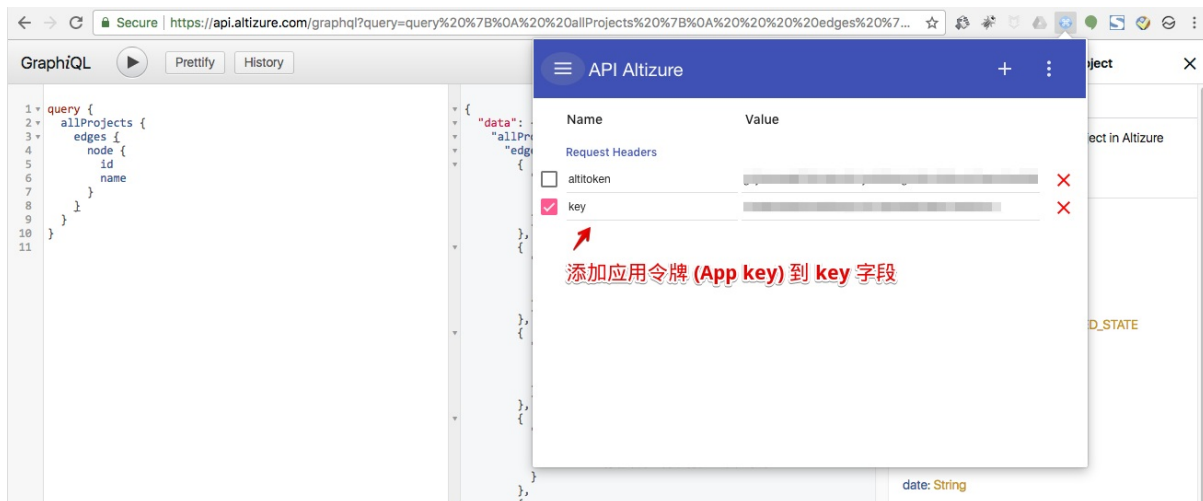 Secure | https://api.altizure.com/graphql?query=query%20%7B%0A%20%20allProjects%20%7B%0A%20%20%20%20edges%20%7...
GraphiQL Prettify History
API Altizure
ject
Name Value
Request Headers
altitoken
key
添加应用令牌 (App key) 到 key 字段
1 query {
2 allProjects {
3 edges {
4 node {
5 id
6 name
7 }
8 }
9 }
10 }
11
{
"data":
"allPr
"edge
{
},
{
},
{
},
{
}
},
ect in Altizure
D_STATE
date: String